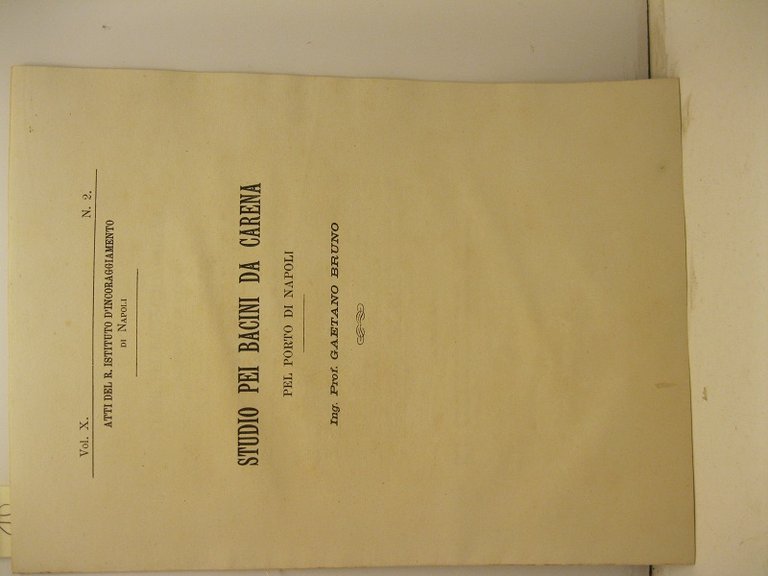 Vol. X. N. 2.
ATTI DEL R. ISTITUTO D'INCORAGGIAMENTO
DI NAPOLI
STUDIO PEI BACINI DA CARENA
PEL PORTO DI NAPOLI
Ing. Prof. GAETANO BRUNO